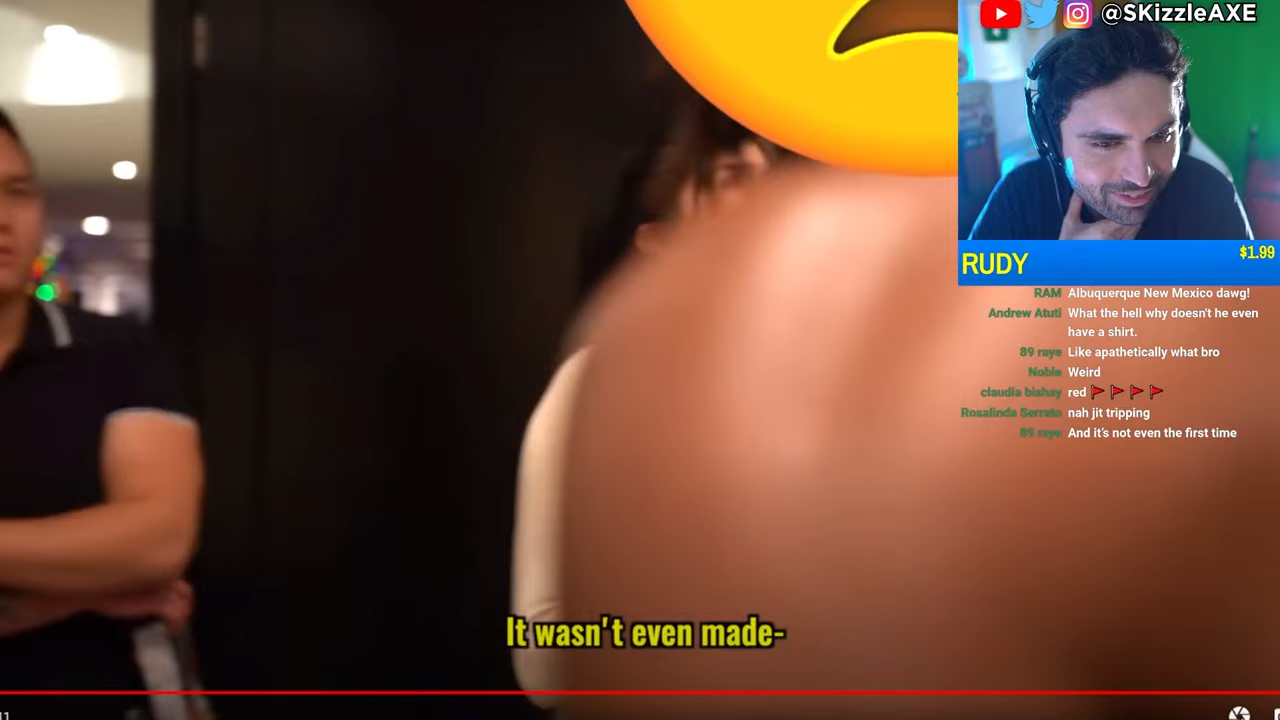 @SKizzleAXE
RUDY
$1.99
RAM Albuquerque New Mexico dawg!
Andrew Atuti What the hell why doesn't he even
have a shirt.
89 raye Like apathetically what bro
Noble Weird
claudia bishay red 🚩🚩🚩🚩
Rosalinda Serrato nah jit tripping
89 raye And it's not even the first time
It wasn't even made-